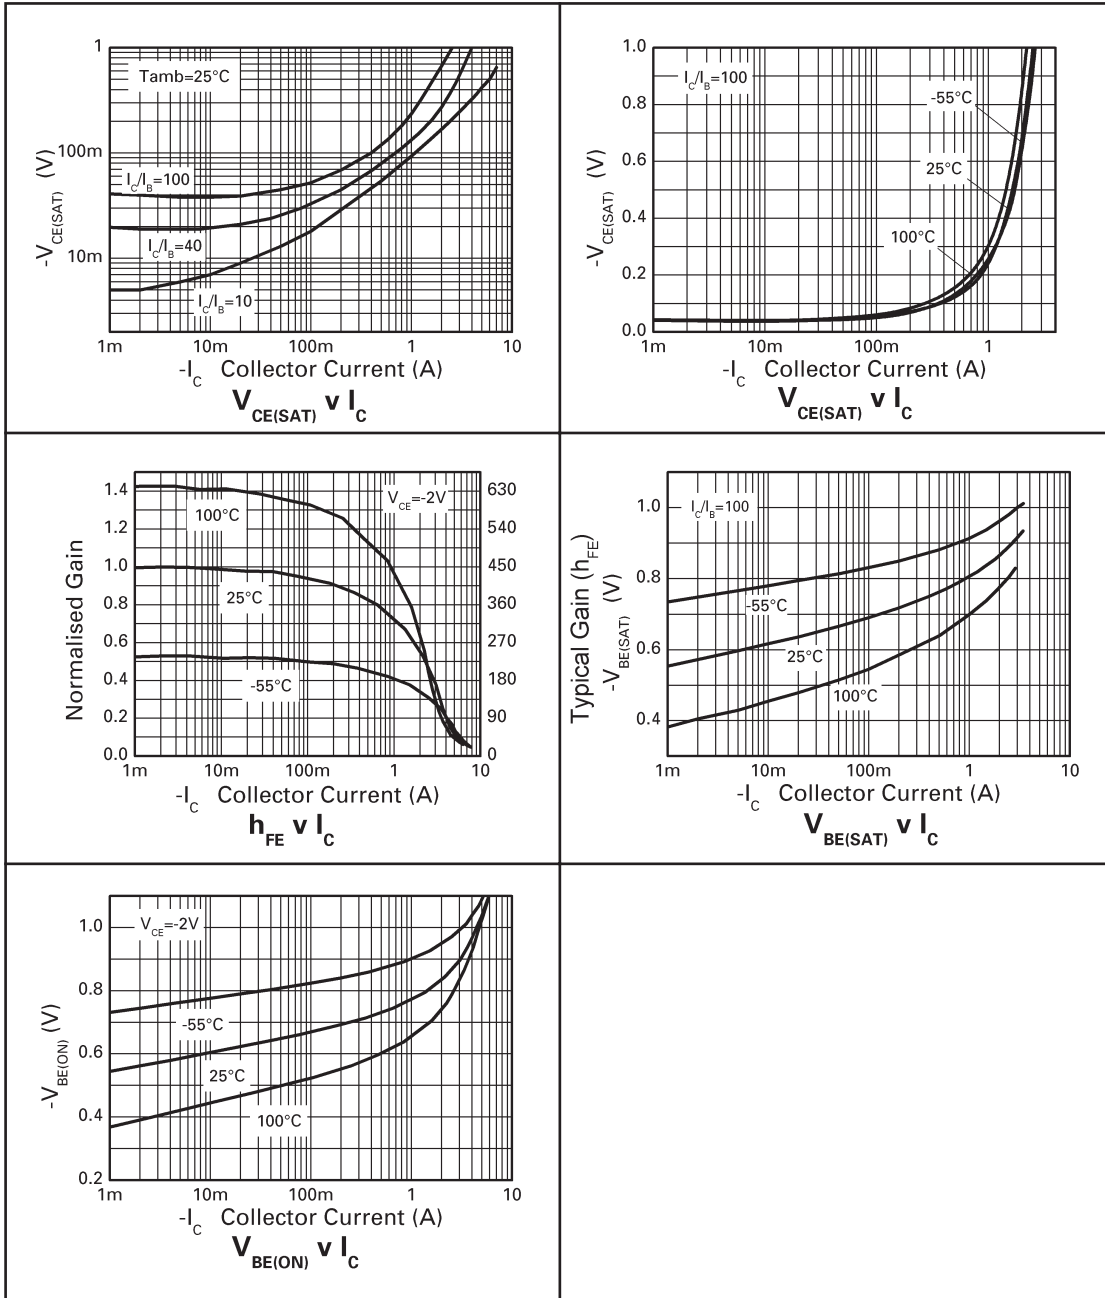 1
100m
10m
-V_CE(SAT) (V)
Tamb=25°C
I_C/I_B=100
I_C/I_B=40
I_C/I_B=10
1m 10m 100m 1 10
-I_C Collector Current (A)
V_CE(SAT) v I_C
1.0
0.8
0.6
0.4
0.2
0.0
-V_CE(SAT) (V)
I_C/I_B=100
-55°C
25°C
100°C
1m 10m 100m 1
-I_C Collector Current (A)
V_CE(SAT) v I_C
1.4
1.2
1.0
0.8
0.6
0.4
0.2
0.0
Normalised Gain
V_CE=-2V
100°C
25°C
-55°C
630
540
450
360
270
180
90
0
Typical Gain (h_FE)
1m 10m 100m 1 10
-I_C Collector Current (A)
h_FE v I_C
1.0
0.8
0.6
0.4
-V_BE(SAT) (V)
I_C/I_B=100
-55°C
25°C
100°C
1m 10m 100m 1 10
-I_C Collector Current (A)
V_BE(SAT) v I_C
1.0
0.8
0.6
0.4
0.2
-V_BE(ON) (V)
V_CE=-2V
-55°C
25°C
100°C
1m 10m 100m 1 10
-I_C Collector Current (A)
V_BE(ON) v I_C